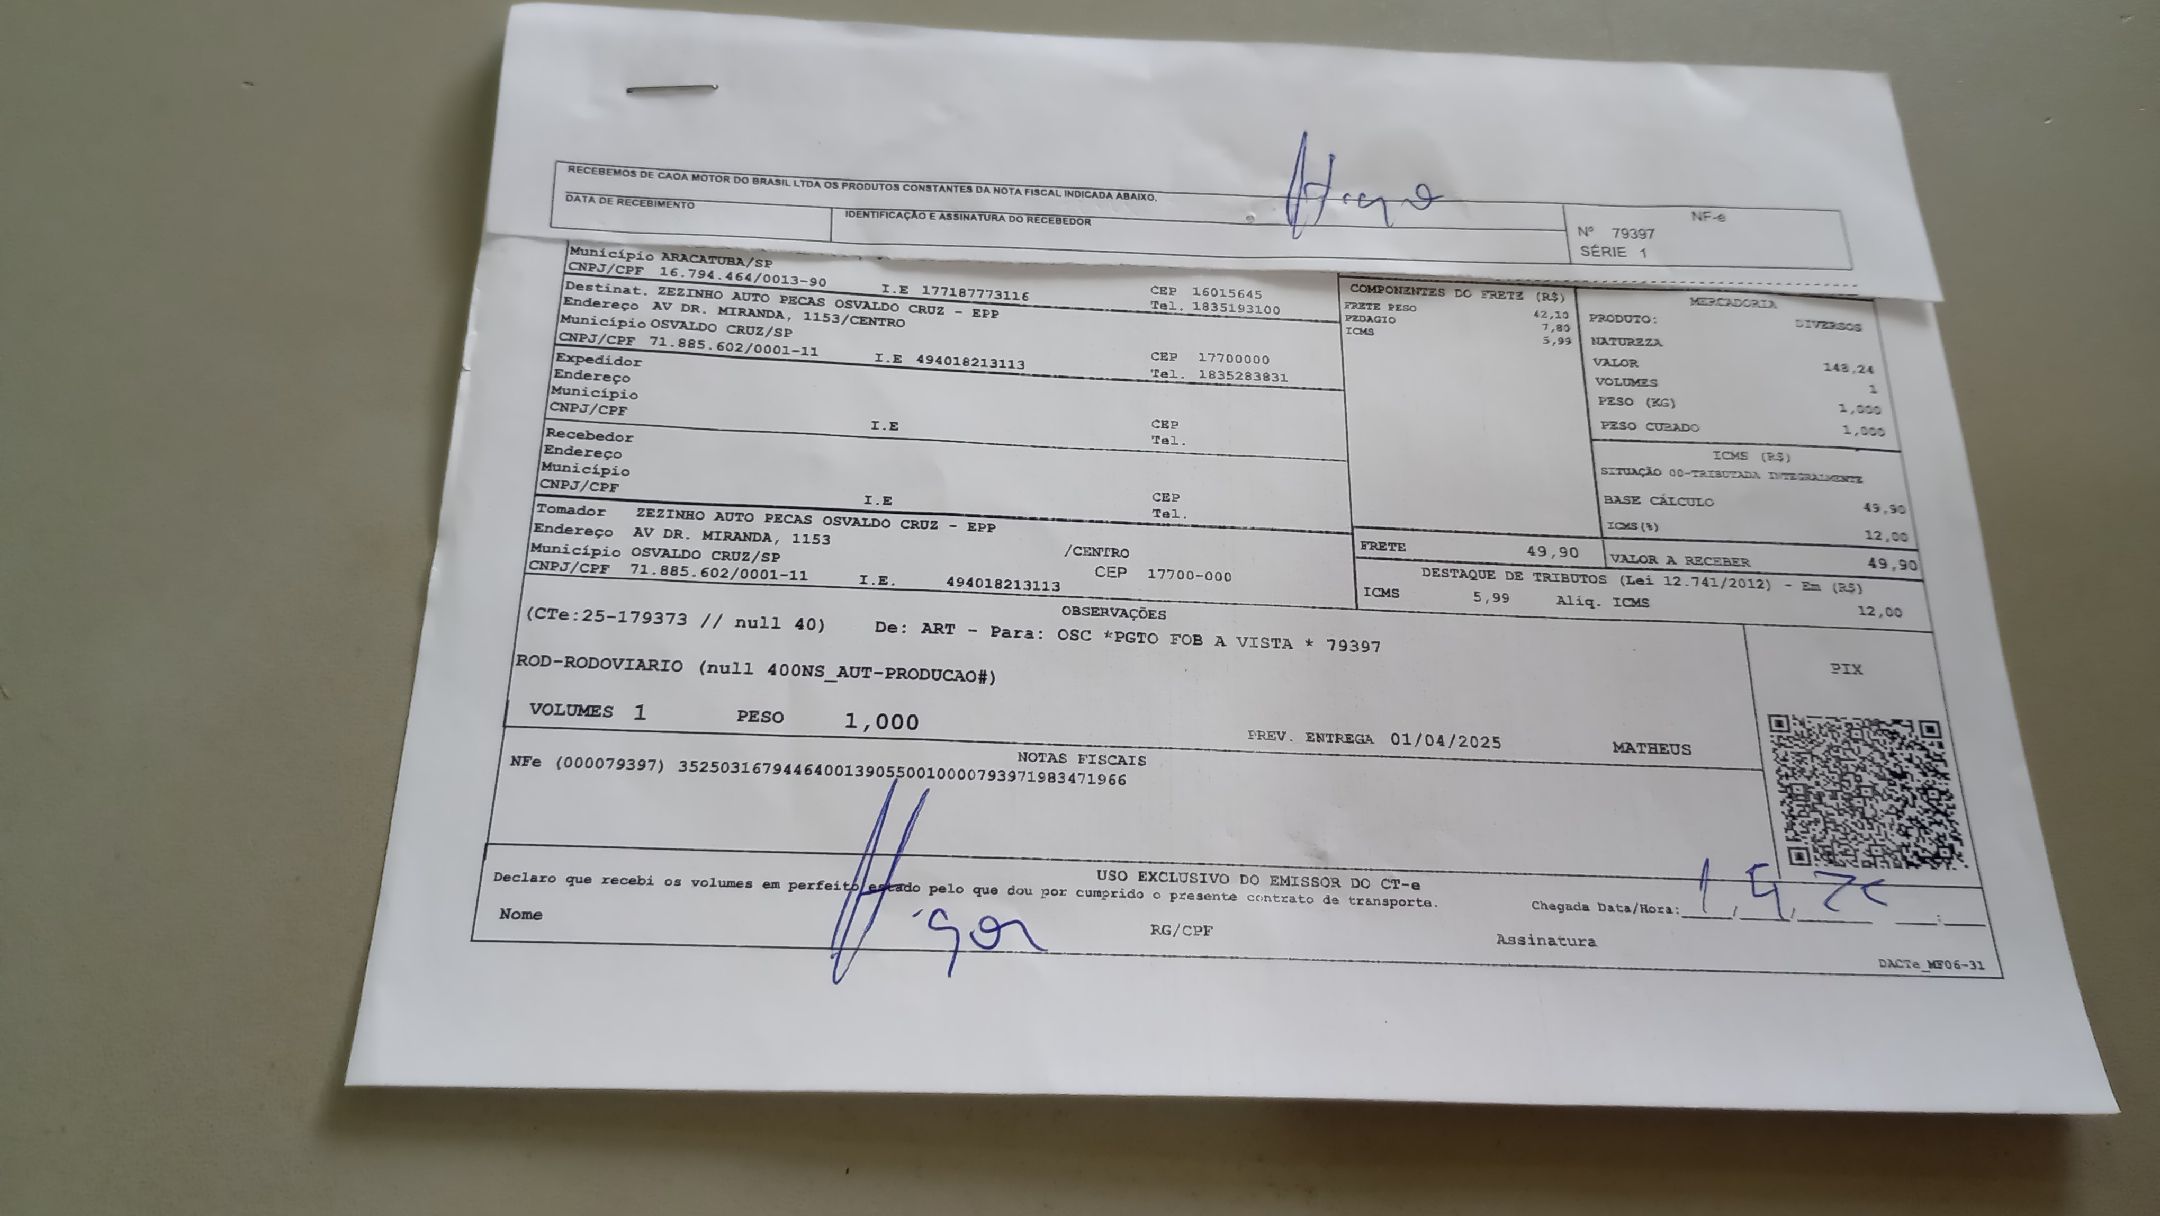 RECEBEMOS DE CAOA MOTOR DO BRASIL LTDA OS PRODUTOS CONSTANTES DA NOTA FISCAL INDICADA ABAIXO.
DATA DE RECEBIMENTO
IDENTIFICAÇÃO E ASSINATURA DO RECEBEDOR
NF-e
Nº 79397
SÉRIE 1
Município ARACATUBA/SP
CNPJ/CPF 16.794.464/0013-90 I.E 177187773116 CEP 16015645
Tel. 1835193100
Destinat. ZEZINHO AUTO PECAS OSVALDO CRUZ - EPP
Endereço AV DR. MIRANDA, 1153/CENTRO
Município OSVALDO CRUZ/SP CEP 17700000
CNPJ/CPF 71.885.602/0001-11 I.E 494018213113 Tel. 1835283831
Expedidor
Endereço
Município CEP
CNPJ/CPF I.E Tel.
Recebedor
Endereço
Município CEP
CNPJ/CPF I.E Tel.
Tomador ZEZINHO AUTO PECAS OSVALDO CRUZ - EPP
Endereço AV DR. MIRANDA, 1153 /CENTRO
Município OSVALDO CRUZ/SP CEP 17700-000
CNPJ/CPF 71.885.602/0001-11 I.E. 494018213113
COMPONENTES DO FRETE (R$)
FRETE PESO 42,10
PEDAGIO 7,80
ICMS 5,99
MERCADORIA
PRODUTO: DIVERSOS
NATUREZA
VALOR 143,24
VOLUMES 1
PESO (KG) 1,000
PESO CUBADO 1,000
ICMS (R$)
SITUAÇÃO 00-TRIBUTADA INTEGRALMENTE
BASE CÁLCULO 49,90
ICMS(%) 12,00
FRETE 49,90 VALOR A RECEBER 49,90
DESTAQUE DE TRIBUTOS (Lei 12.741/2012) - Em (R$)
ICMS 5,99 Aliq. ICMS 12,00
OBSERVAÇÕES
(CTe:25-179373 // null 40) De: ART - Para: OSC *PGTO FOB A VISTA * 79397
ROD-RODOVIARIO (null 400NS_AUT-PRODUCAO#)
PIX
VOLUMES 1 PESO 1,000 PREV. ENTREGA 01/04/2025 MATHEUS
NOTAS FISCAIS
NFe (000079397) 35250316794464001390550010000793971983471966
USO EXCLUSIVO DO EMISSOR DO CT-e
Declaro que recebi os volumes em perfeito estado pelo que dou por cumprido o presente contrato de transporte.
Chegada Data/Hora:
Nome Higor RG/CPF Assinatura
DACTe_MF06-31